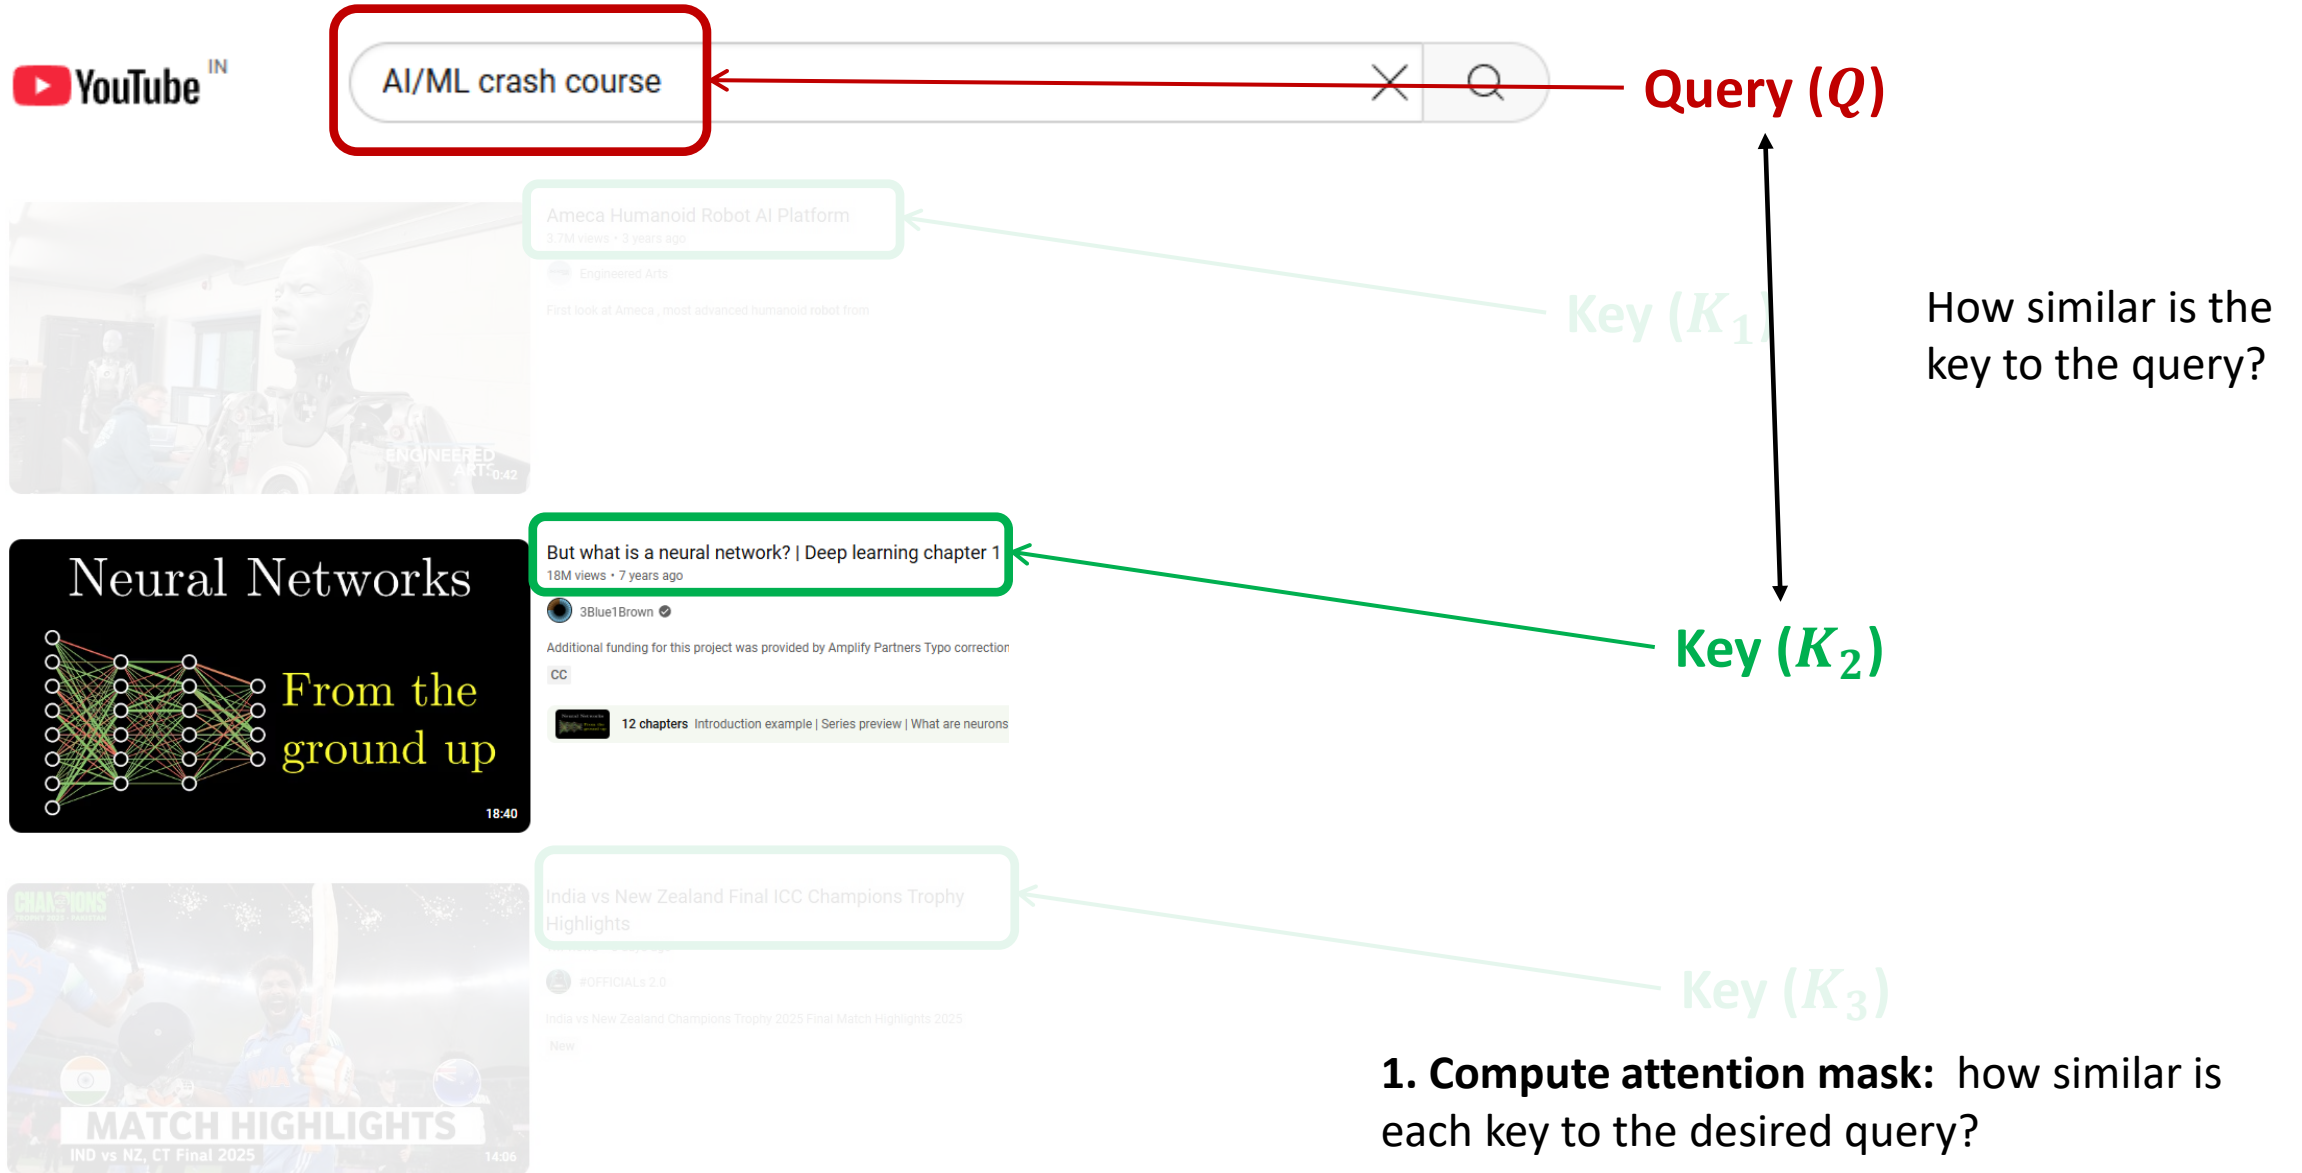 YouTube IN
AI/ML crash course
Query (Q)
Ameca Humanoid Robot AI Platform
3.7M views • 3 years ago
Engineered Arts
First look at Ameca , most advanced humanoid robot from
ENGINEERED
ARTS
0:42
Key (K1)
How similar is the
key to the query?
Neural Networks
From the
ground up
18:40
But what is a neural network? | Deep learning chapter 1
18M views • 7 years ago
3Blue1Brown
Additional funding for this project was provided by Amplify Partners Typo correction
CC
12 chapters Introduction example | Series preview | What are neurons
Key (K2)
CHAMPIONS
MATCH HIGHLIGHTS
IND vs NZ, CT Final 2025
14:06
India vs New Zealand Final ICC Champions Trophy
Highlights
#OFFICIALs 2.0
India vs New Zealand Champions Trophy 2025 Final Match Highlights 2025
New
Key (K3)
1. Compute attention mask: how similar is
each key to the desired query?